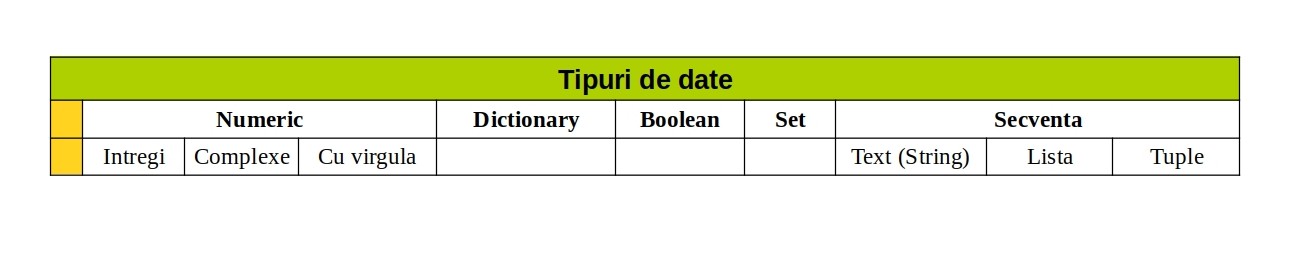 Tipuri de date
Numeric Dictionary Boolean Set Secventa
Intregi Complexe Cu virgula Text (String) Lista Tuple